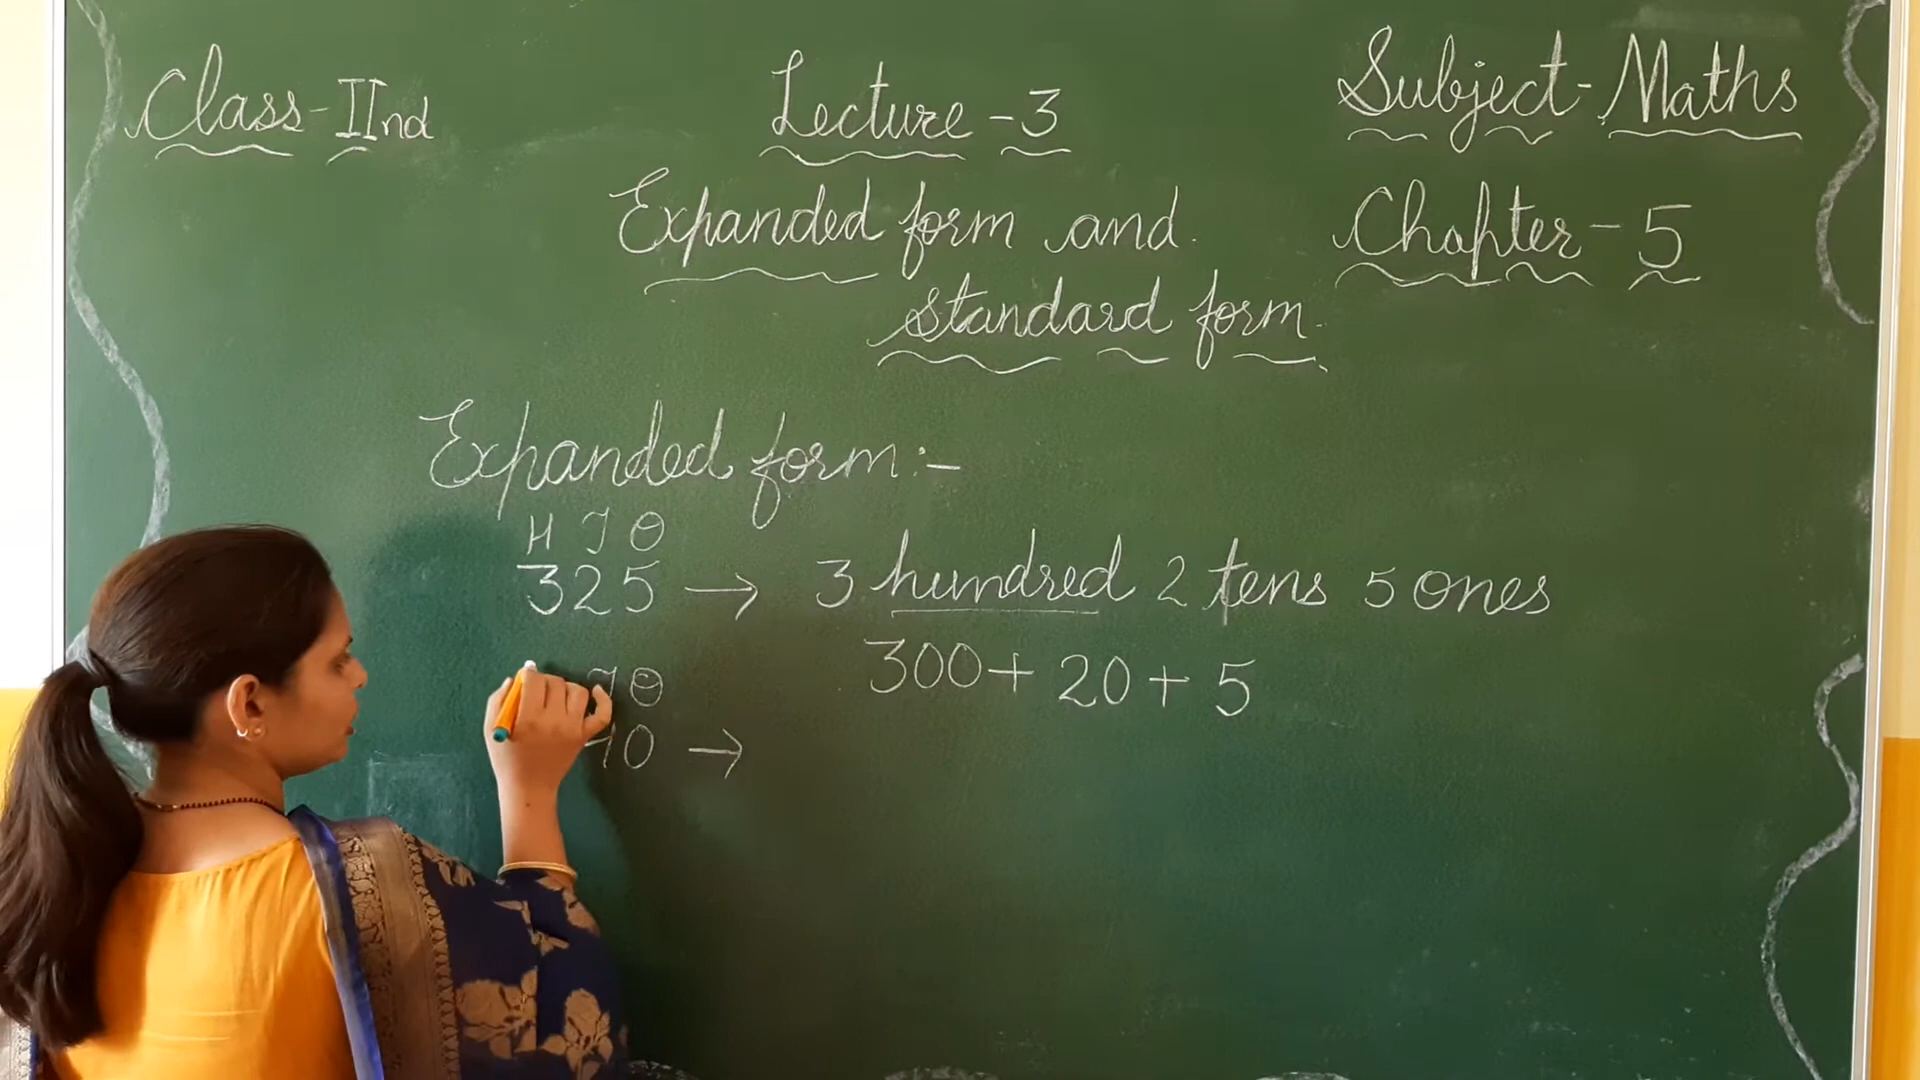 Class-IInd
Lecture-3
Subject-Maths
Expanded form and
Chapter-5
standard form.
Expanded form:-
H T O
325 → 3 hundred 2 tens 5 ones
300+ 20+ 5
T O
0 →